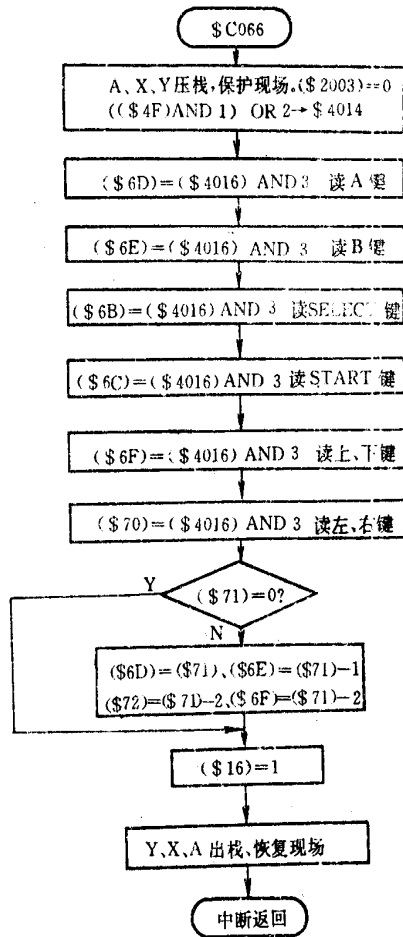 $C066
A、X、Y压栈,保护现场。($2003)==0
(($4F)AND 1) OR 2→$4014
($6D)=($4016) AND 3 读A键
($6E)=($4016) AND 3 读B键
($6B)=($4016) AND 3 读SELECT键
($6C)=($4016) AND 3 读START键
($6F)=($4016) AND 3 读上、下键
($70)=($4016) AND 3 读左、右键
($71)=0?
Y
N
($6D)=($71)、($6E)=($71)-1
($72)=($7D-2、($6F)=($71)-2
($16)=1
Y、X、A出栈、恢复现场
中断返回